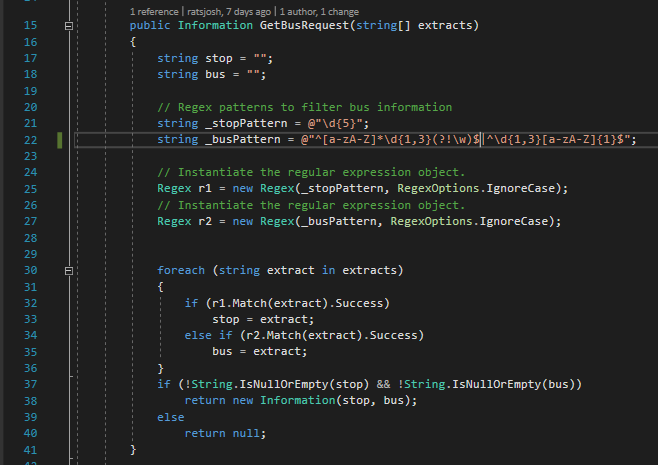 1 reference | ratsjosh, 7 days ago | 1 author, 1 change
15 public Information GetBusRequest(string[] extracts)
16 {
17 string stop = "";
18 string bus = "";
19
20 // Regex patterns to filter bus information
21 string _stopPattern = @"\d{5}";
22 string _busPattern = @"^[a-zA-Z]*\d{1,3}(?!\w)$|^\d{1,3}[a-zA-Z]{1}$";
23
24 // Instantiate the regular expression object.
25 Regex r1 = new Regex(_stopPattern, RegexOptions.IgnoreCase);
26 // Instantiate the regular expression object.
27 Regex r2 = new Regex(_busPattern, RegexOptions.IgnoreCase);
28
29
30 foreach (string extract in extracts)
31 {
32 if (r1.Match(extract).Success)
33 stop = extract;
34 else if (r2.Match(extract).Success)
35 bus = extract;
36 }
37 if (!String.IsNullOrEmpty(stop) && !String.IsNullOrEmpty(bus))
38 return new Information(stop, bus);
39 else
40 return null;
41 }